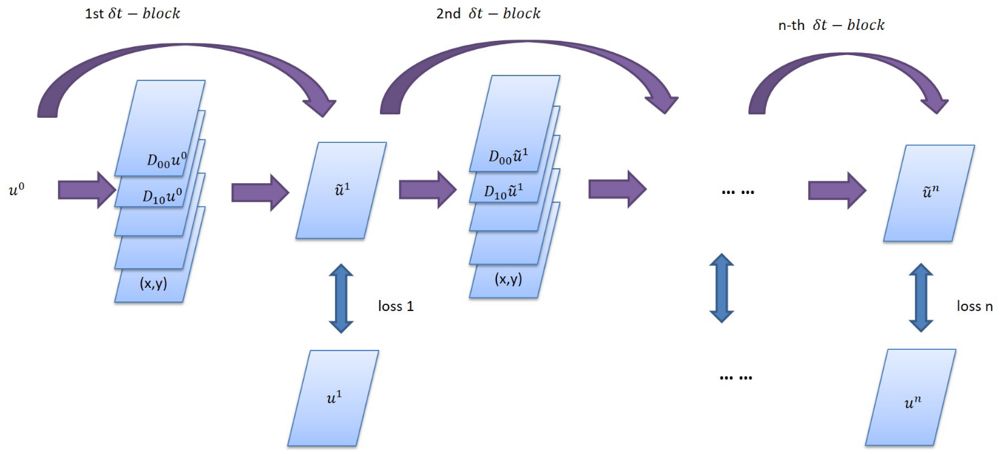 1st δt − block
2nd δt − block
n-th δt − block
D₀₀u⁰
D₀₀ũ¹
u⁰
D₁₀u⁰
ũ¹
D₁₀ũ¹
... ...
ũⁿ
(x,y)
(x,y)
loss 1
loss n
u¹
... ...
uⁿ